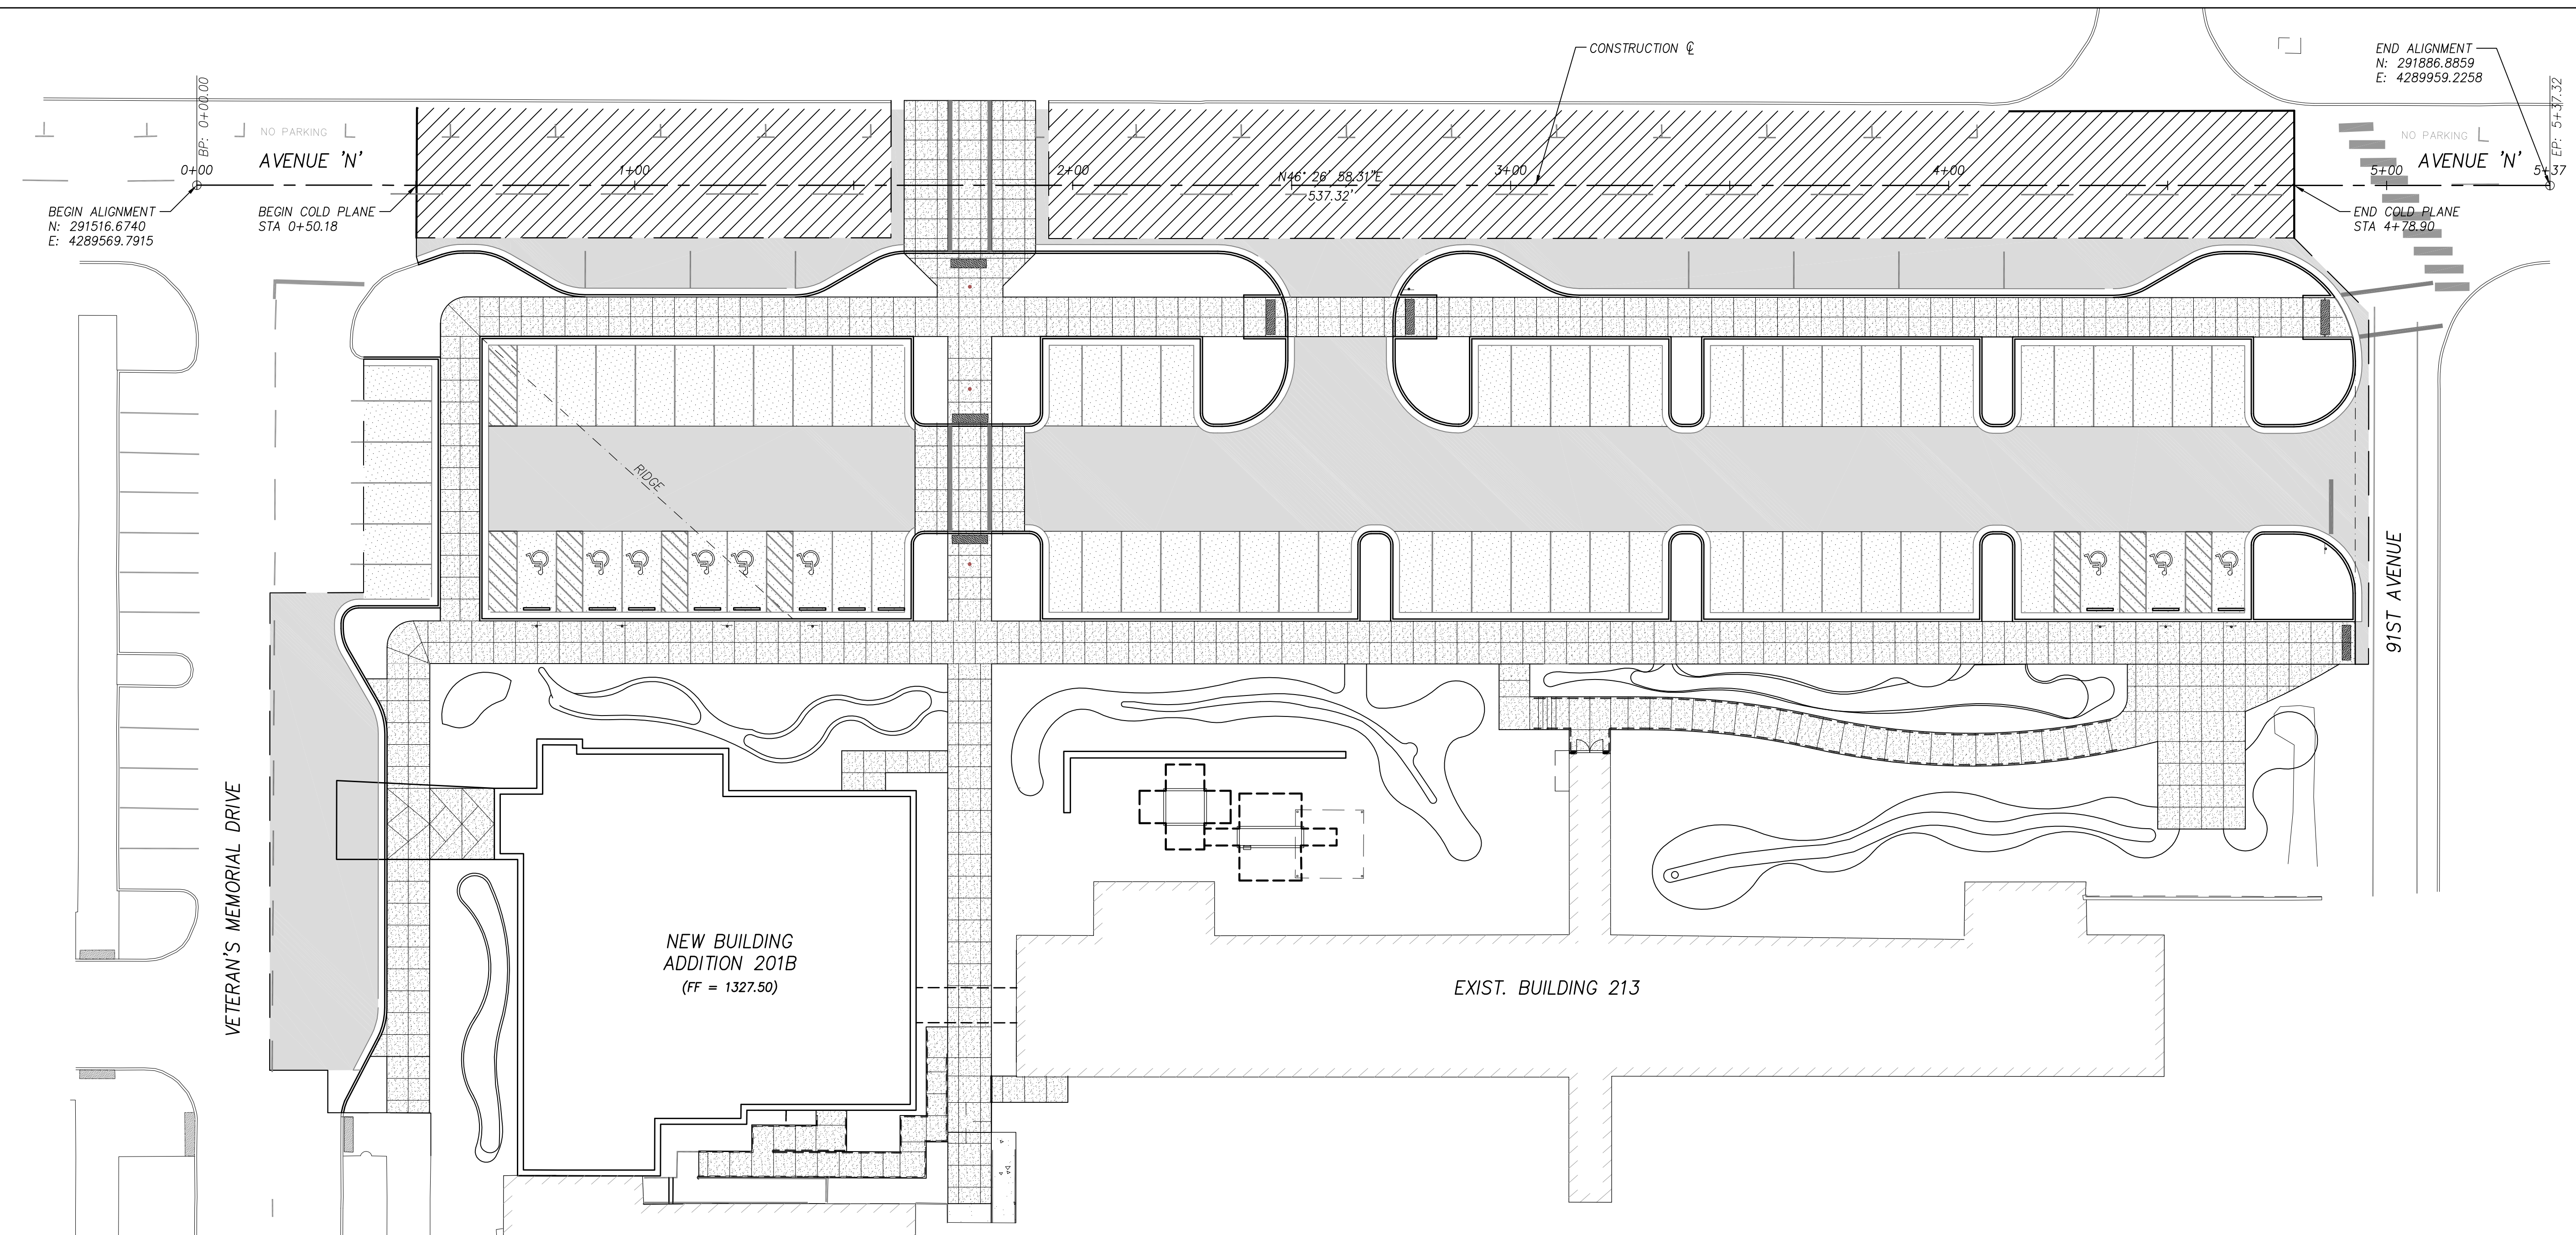 CONSTRUCTION ℄
END ALIGNMENT
N: 291886.8859
E: 4289959.2258
BP: 0+00.00
EP: 5+37.32
NO PARKING
NO PARKING
AVENUE 'N'
AVENUE 'N'
0+00
1+00
2+00
3+00
4+00
5+00
5+37
N46° 26' 58.31"E
537.32'
BEGIN ALIGNMENT
N: 291516.6740
E: 4289569.7915
BEGIN COLD PLANE
STA 0+50.18
END COLD PLANE
STA 4+78.90
RIDGE
91ST AVENUE
VETERAN'S MEMORIAL DRIVE
NEW BUILDING
ADDITION 201B
(FF = 1327.50)
EXIST. BUILDING 213